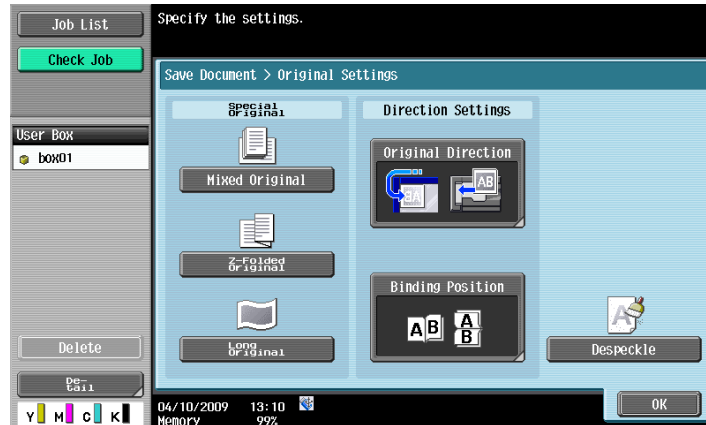 Job List
Specify the settings.
Check Job
Save Document > Original Settings
Special
Original
Direction Settings
User Box
box01
Mixed Original
Original Direction
AB
AB
Z-Folded
Original
Binding Position
A B
A
B
Long
Original
Despeckle
Delete
De-
tail
OK
Y M C K
04/10/2009 13:10
Memory 99%